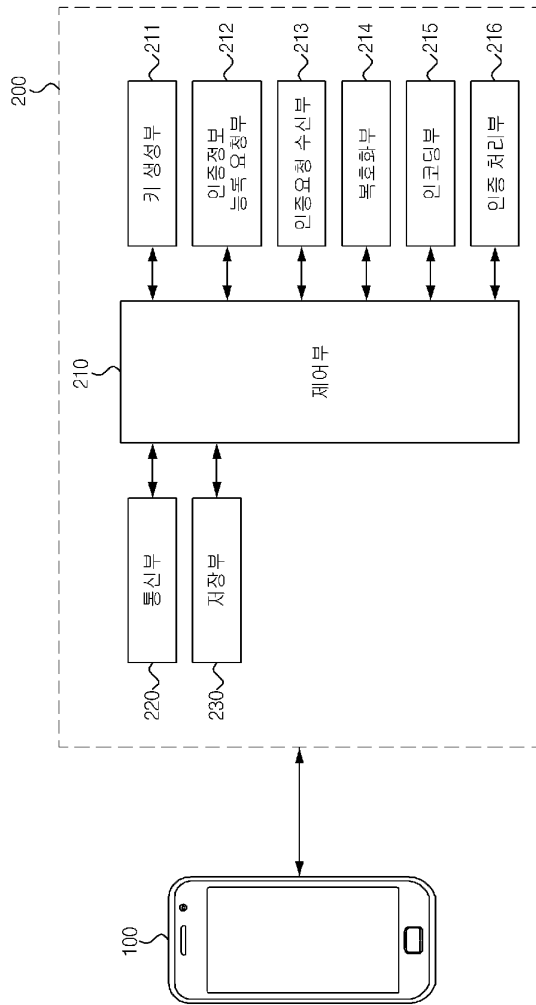 200
210
키 생성부
211
인증정보
등록 요청부
212
인증요청 수신부
213
복호화부
214
인코딩부
215
인증 처리부
216
제어부
통신부
220
저장부
230
100